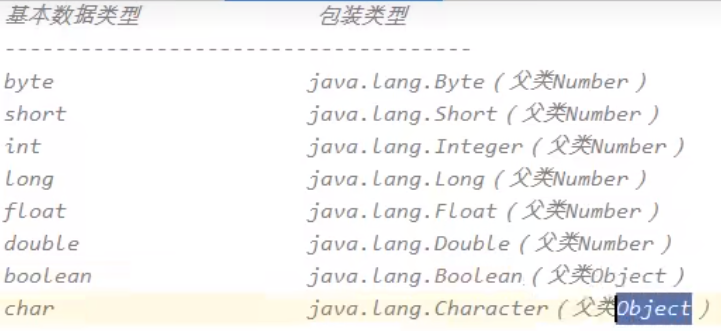 基本数据类型 包装类型
-------------------------------------
byte java.lang.Byte（父类Number）
short java.lang.Short（父类Number）
int java.lang.Integer（父类Number）
long java.lang.Long（父类Number）
float java.lang.Float（父类Number）
double java.lang.Double（父类Number）
boolean java.lang.Boolean（父类Object）
char java.lang.Character（父类Object）